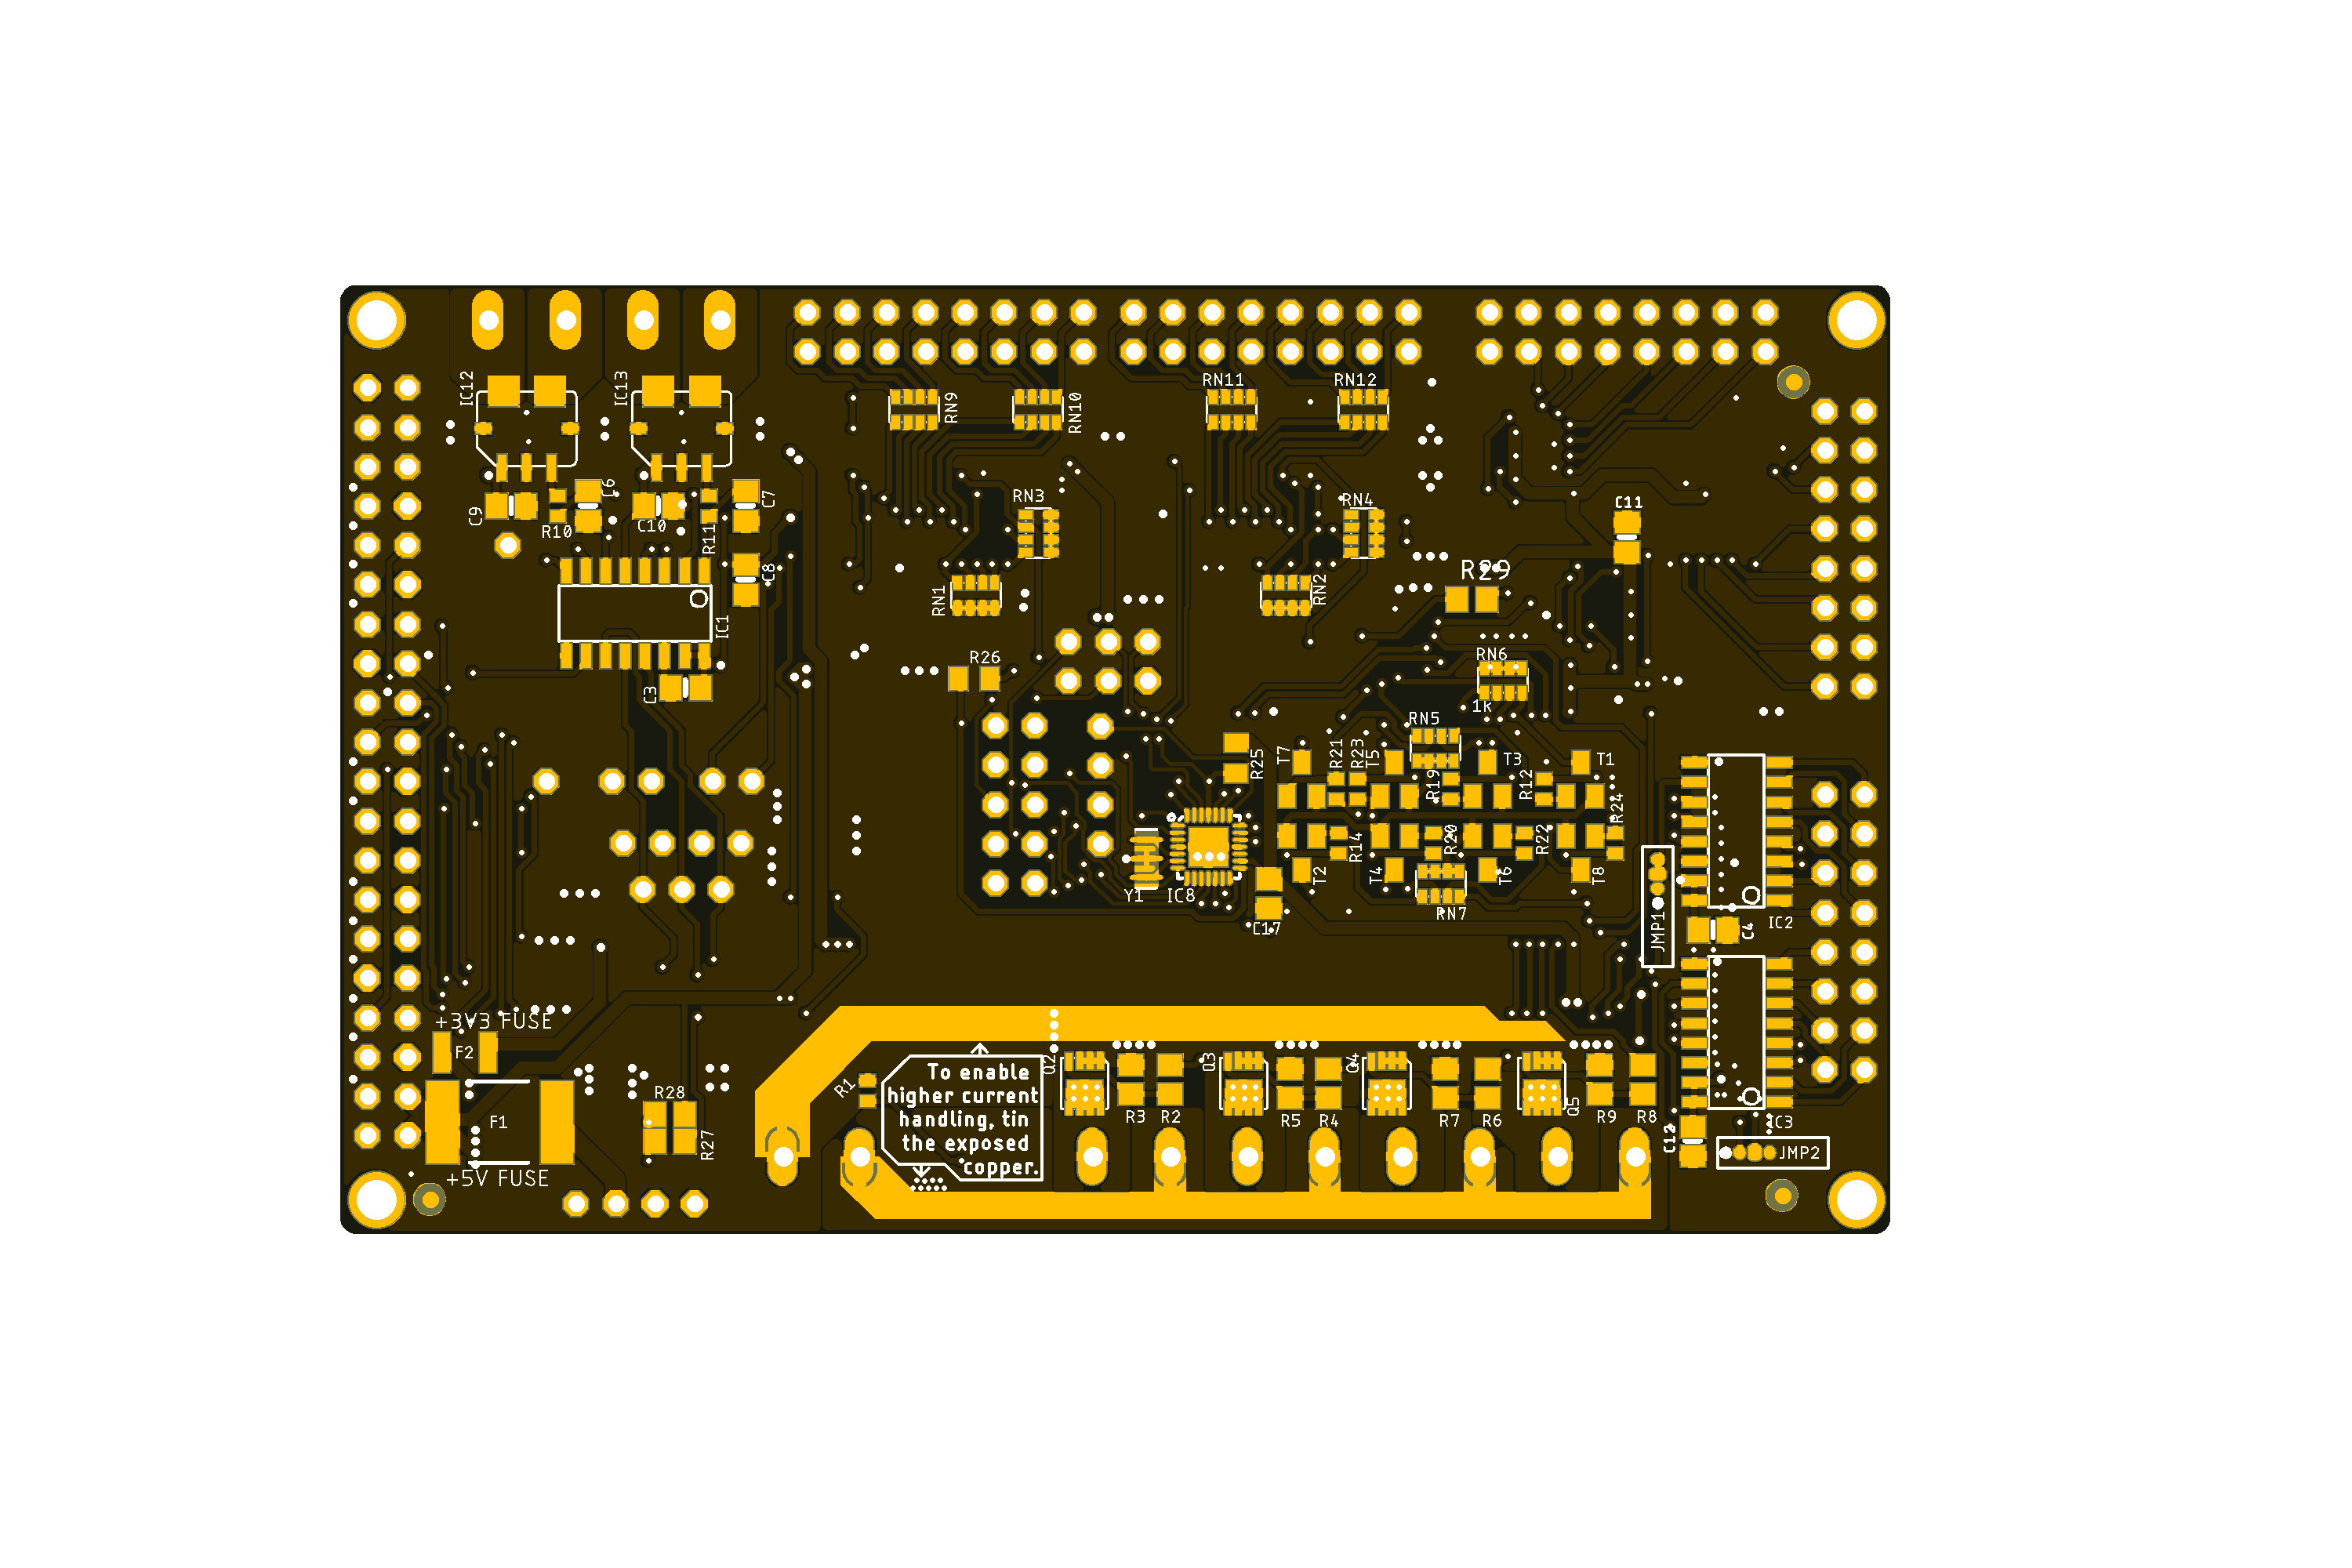 IC12
IC13
RN9
RN10
RN11
RN12
C9
R10
C6
C10
R11
C7
C8
RN3
RN4
C11
R29
RN1
RN2
IC1
R26
C3
RN6
1k
RN5
R25
T7
R21
R23
T5
R19
T3
R12
T1
R24
R14
R20
R22
T2
T4
T6
T8
RN7
Y1
IC8
C17
JMP1
IC2
C4
+3V3 FUSE
F2
F1
+5V FUSE
R28
R27
R1
To enable
higher current
handling, tin
the exposed
copper.
Q2
R3
R2
Q3
R5
R4
Q4
R7
R6
Q5
R9
R8
C12
IC3
JMP2